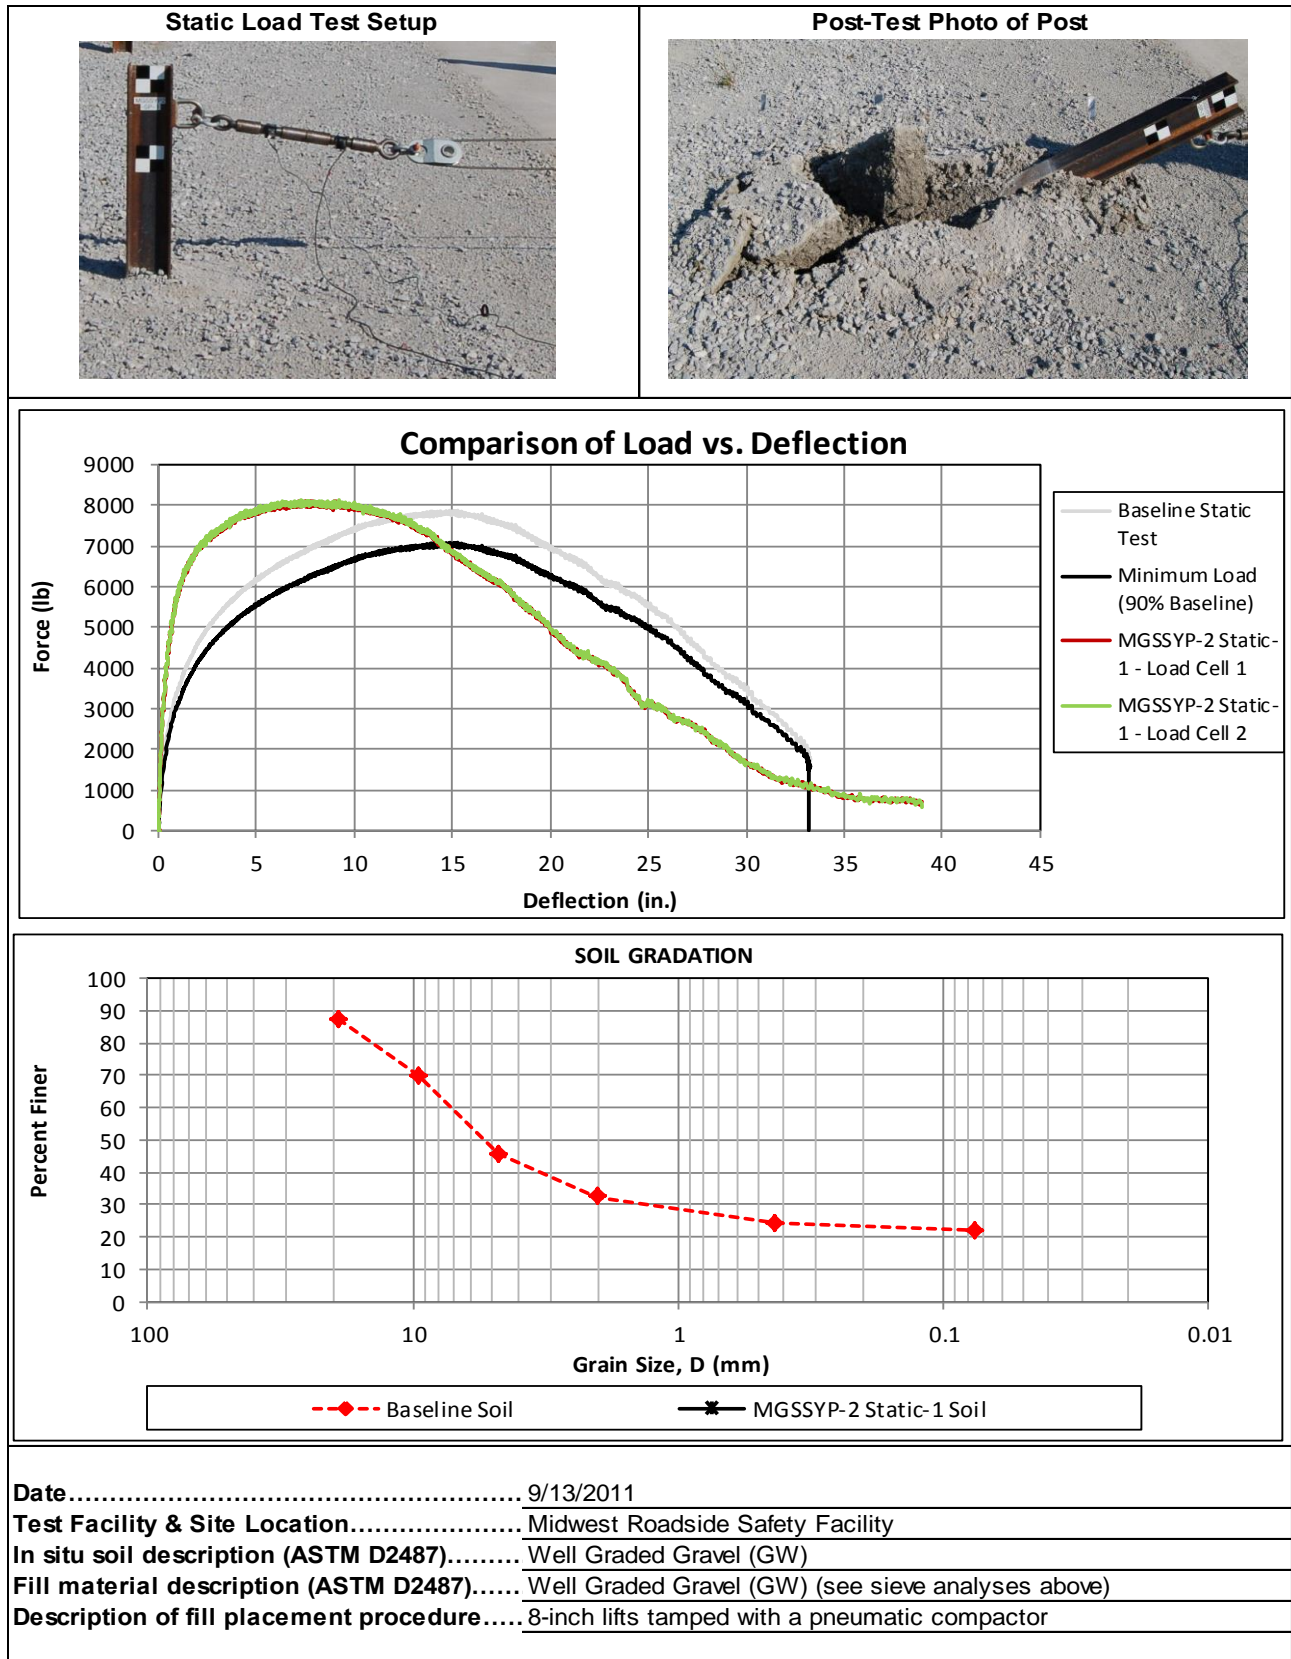 Static Load Test Setup
Post-Test Photo of Post
Comparison of Load vs. Deflection
9000
8000
7000
6000
5000
4000
3000
2000
1000
0
Force (lb)
0 5 10 15 20 25 30 35 40 45
Deflection (in.)
Baseline Static
Test
Minimum Load
(90% Baseline)
MGSSYP-2 Static-
1 - Load Cell 1
MGSSYP-2 Static-
1 - Load Cell 2
SOIL GRADATION
100
90
80
70
60
50
40
30
20
10
0
Percent Finer
100 10 1 0.1 0.01
Grain Size, D (mm)
Baseline Soil
MGSSYP-2 Static-1 Soil
Date....................................................... 9/13/2011
Test Facility & Site Location..................... Midwest Roadside Safety Facility
In situ soil description (ASTM D2487)......... Well Graded Gravel (GW)
Fill material description (ASTM D2487)...... Well Graded Gravel (GW) (see sieve analyses above)
Description of fill placement procedure..... 8-inch lifts tamped with a pneumatic compactor